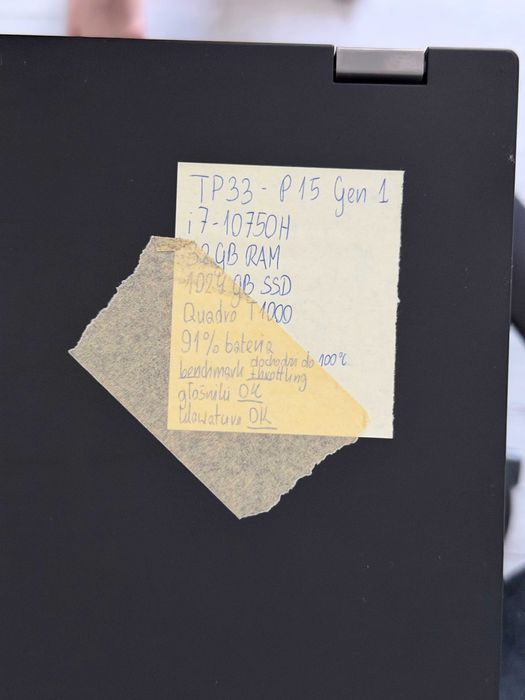 TP33 - P15 Gen 1
i7-10750H
32GB RAM
1024 GB SSD
Quadro T1000
91% bateria
benchmark dochodzi do 100°C
throttling
głośniki OK
klawiatura OK